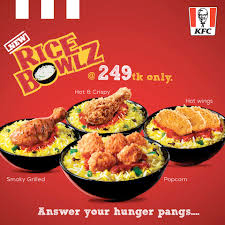 NEW
RICE
BOWLZ
@ 249tk only.
KFC
Hot & Crispy
Hot wings
Smoky Grilled
Popcorn
Answer your hunger pangs....